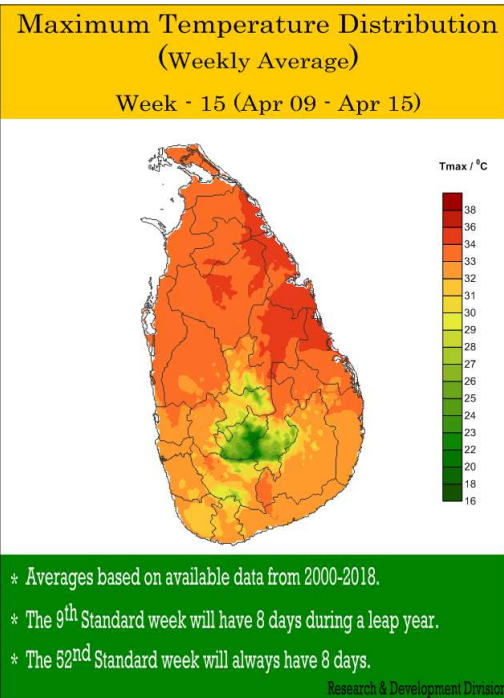 Maximum Temperature Distribution
(Weekly Average)
Week - 15 (Apr 09 - Apr 15)
Tmax / ⁰C
38
36
34
33
32
31
30
29
28
27
26
25
24
23
22
20
18
16
* Averages based on available data from 2000-2018.
* The 9th Standard week will have 8 days during a leap year.
* The 52nd Standard week will always have 8 days.
Research & Development Division